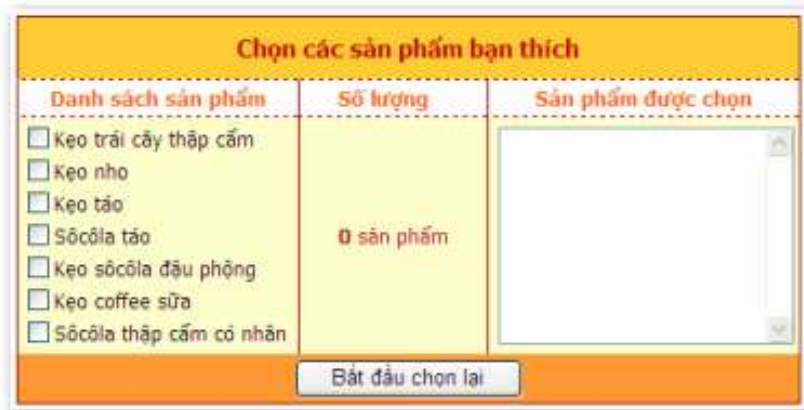 Chọn các sản phẩm bạn thích
Danh sách sản phẩm Số lượng Sản phẩm được chọn
Kẹo trái cây thập cẩm
Kẹo nho
Kẹo táo
Sôcôla táo
Kẹo sôcôla đậu phộng
Kẹo coffee sữa
Sôcôla thập cẩm có nhân
0 sản phẩm
Bắt đầu chọn lại